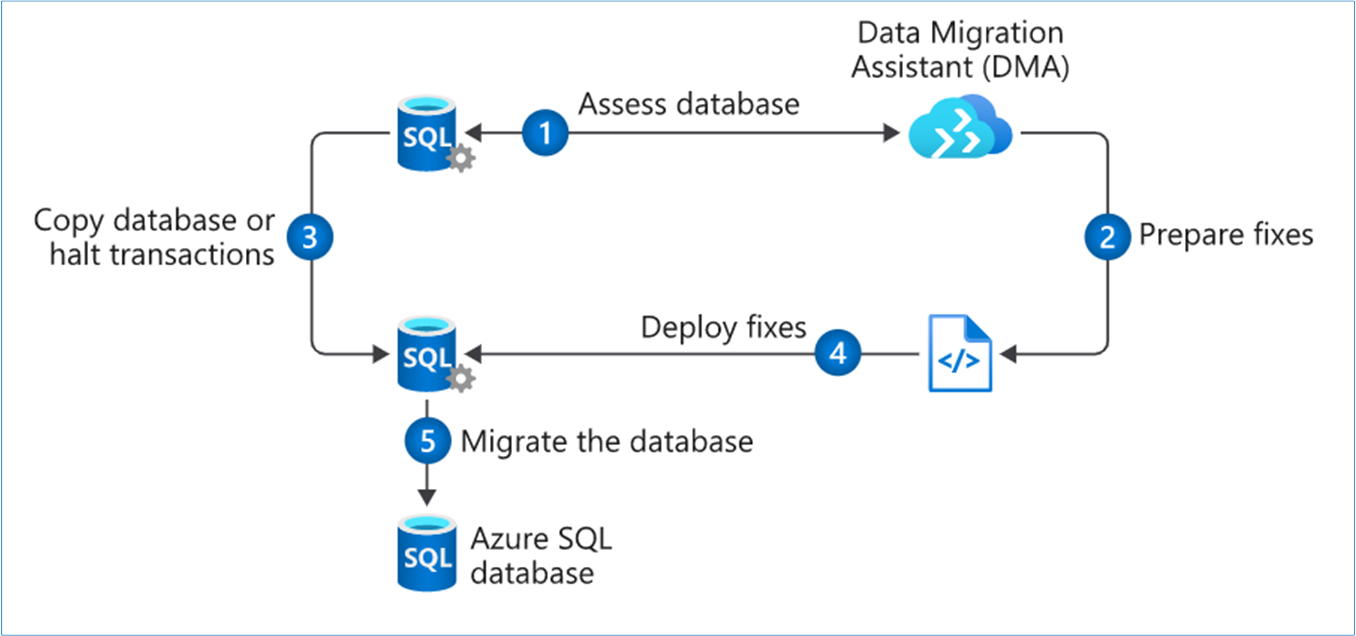 Data Migration
Assistant (DMA)
SQL
1
Assess database
Copy database or
halt transactions
3
2
Prepare fixes
SQL
Deploy fixes
4
</>
5
Migrate the database
SQL
Azure SQL
database